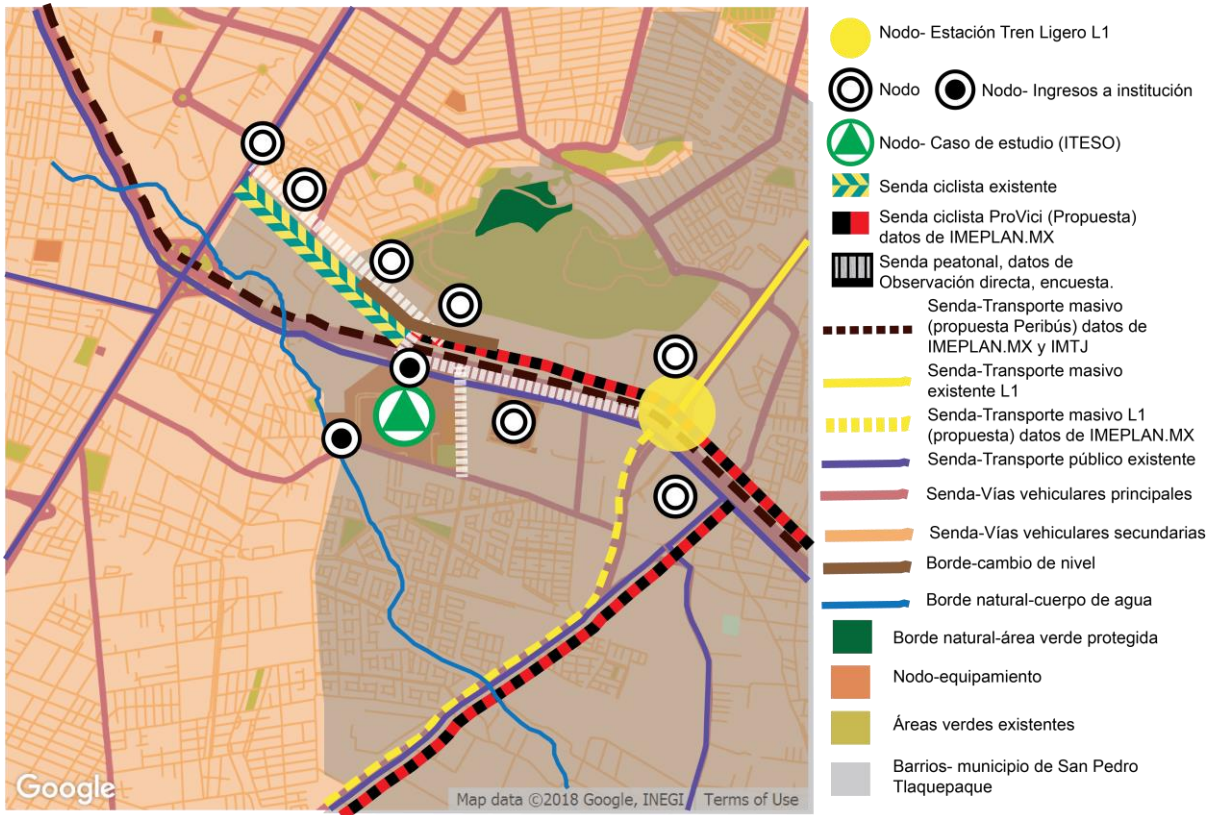 Nodo- Estación Tren Ligero L1
Nodo
Nodo- Ingresos a institución
Nodo- Caso de estudio (ITESO)
Senda ciclista existente
Senda ciclista ProVici (Propuesta)
datos de IMEPLAN.MX
Senda peatonal, datos de
Observación directa, encuesta.
Senda-Transporte masivo
(propuesta Peribús) datos de
IMEPLAN.MX y IMTJ
Senda-Transporte masivo
existente L1
Senda-Transporte masivo L1
(propuesta) datos de IMEPLAN.MX
Senda-Transporte público existente
Senda-Vías vehiculares principales
Senda-Vías vehiculares secundarias
Borde-cambio de nivel
Borde natural-cuerpo de agua
Borde natural-área verde protegida
Nodo-equipamiento
Áreas verdes existentes
Barrios- municipio de San Pedro
Tlaquepaque
Google
Map data ©2018 Google, INEGI
Terms of Use